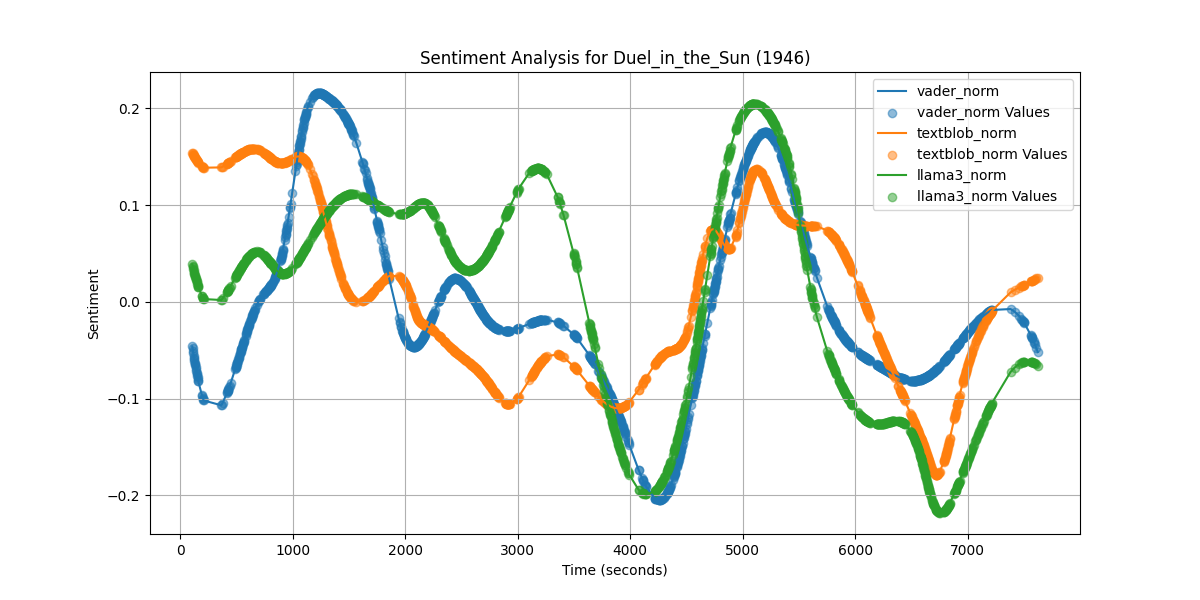 Sentiment Analysis for Duel_in_the_Sun (1946)
vader_norm
vader_norm Values
textblob_norm
textblob_norm Values
llama3_norm
llama3_norm Values
Sentiment
0.2
0.1
0.0
−0.1
−0.2
0 1000 2000 3000 4000 5000 6000 7000
Time (seconds)